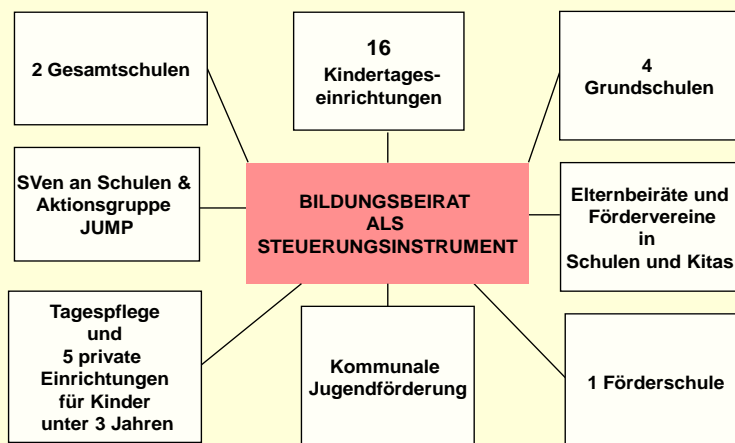 2 Gesamtschulen
16
Kindertages-
einrichtungen
4
Grundschulen
SVen an Schulen &
Aktionsgruppe
JUMP
BILDUNGSBEIRAT
ALS
STEUERUNGSINSTRUMENT
Elternbeiräte und
Fördervereine
in
Schulen und Kitas
Tagespflege
und
5 private
Einrichtungen
für Kinder
unter 3 Jahren
Kommunale
Jugendförderung
1 Förderschule